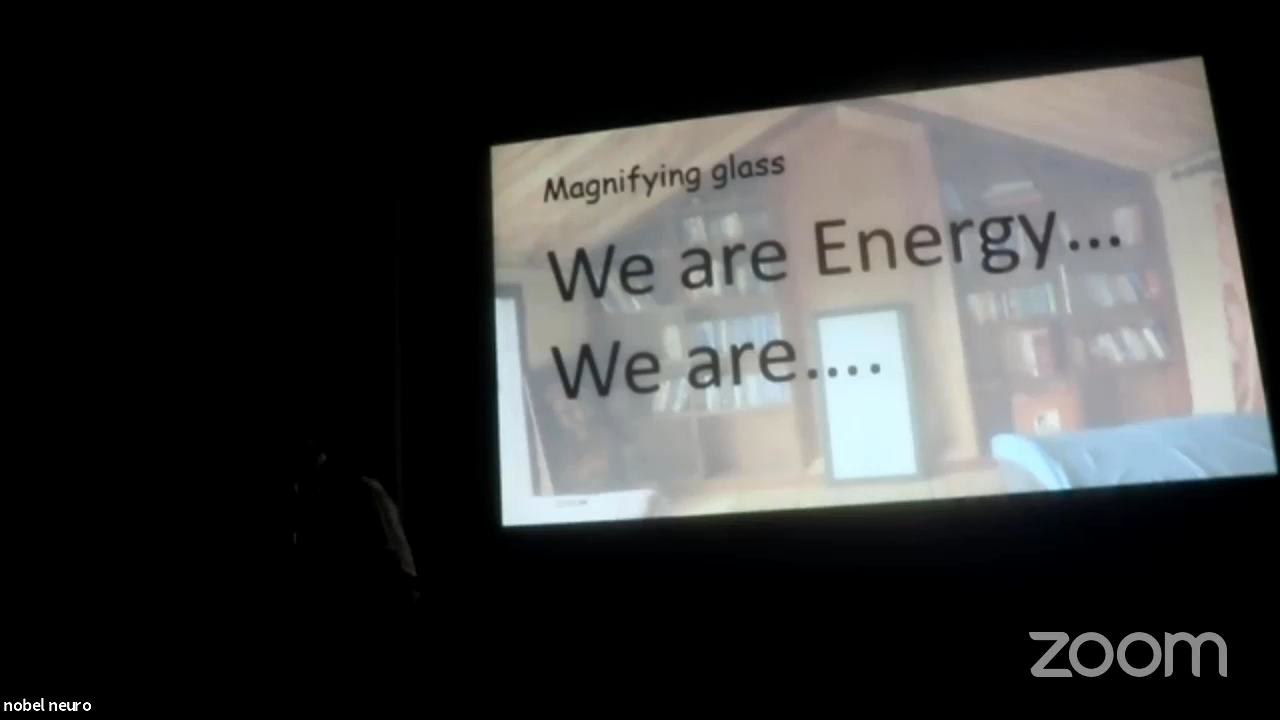 Magnifying glass
We are Energy...
We are....
zoom
nobel neuro